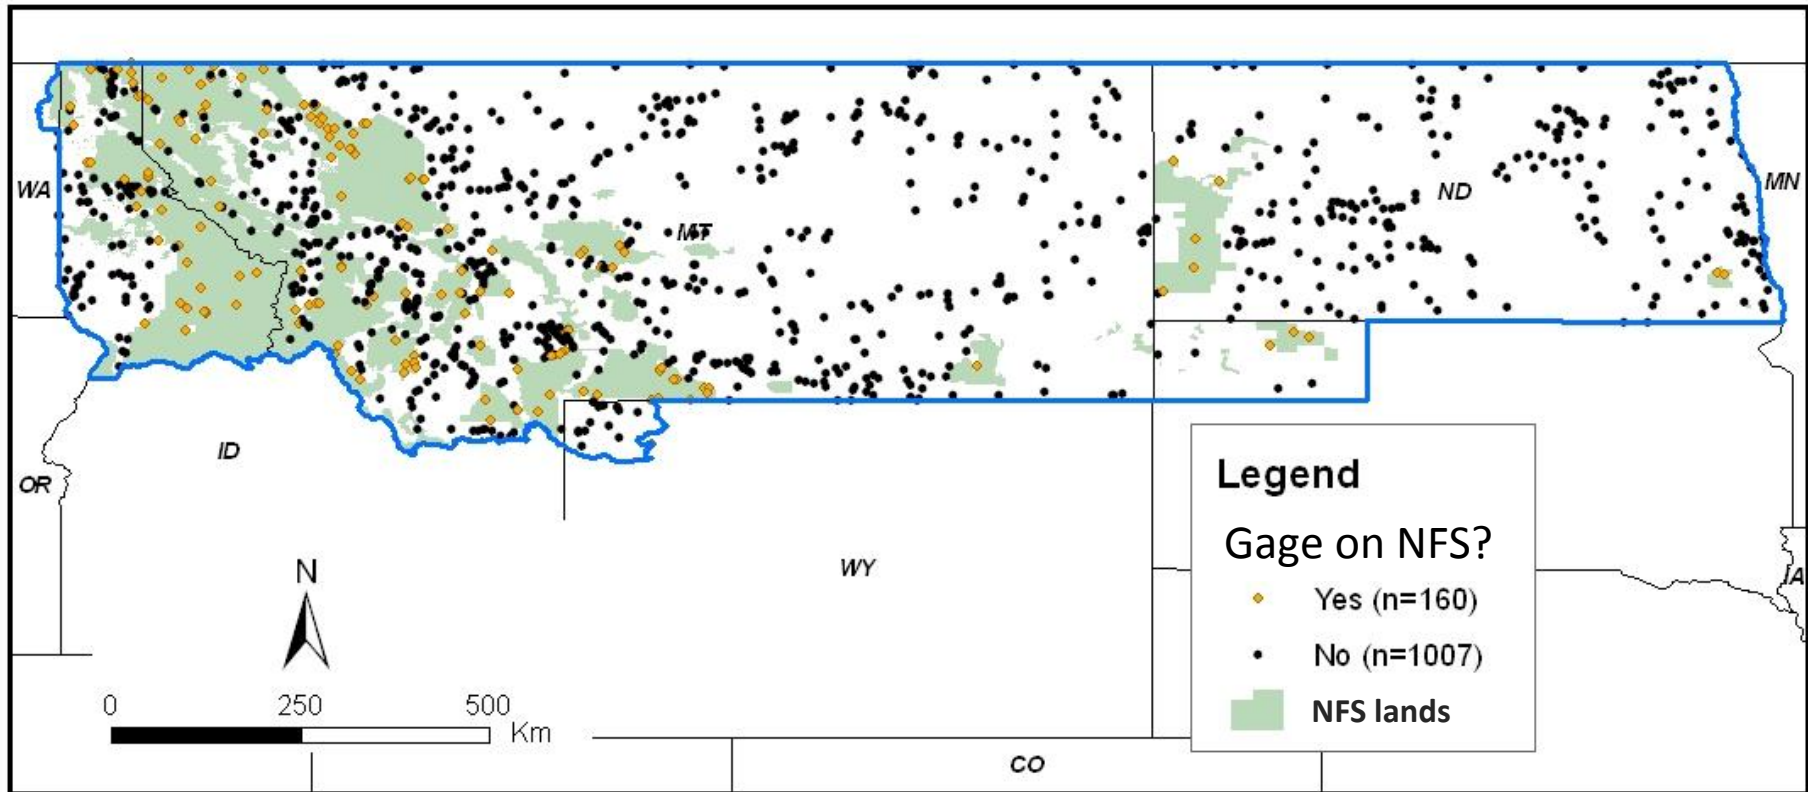 WA
MT
ND
MN
ID
OR
WY
IA
CO
N
0 250 500
Km
Legend
Gage on NFS?
Yes (n=160)
No (n=1007)
NFS lands